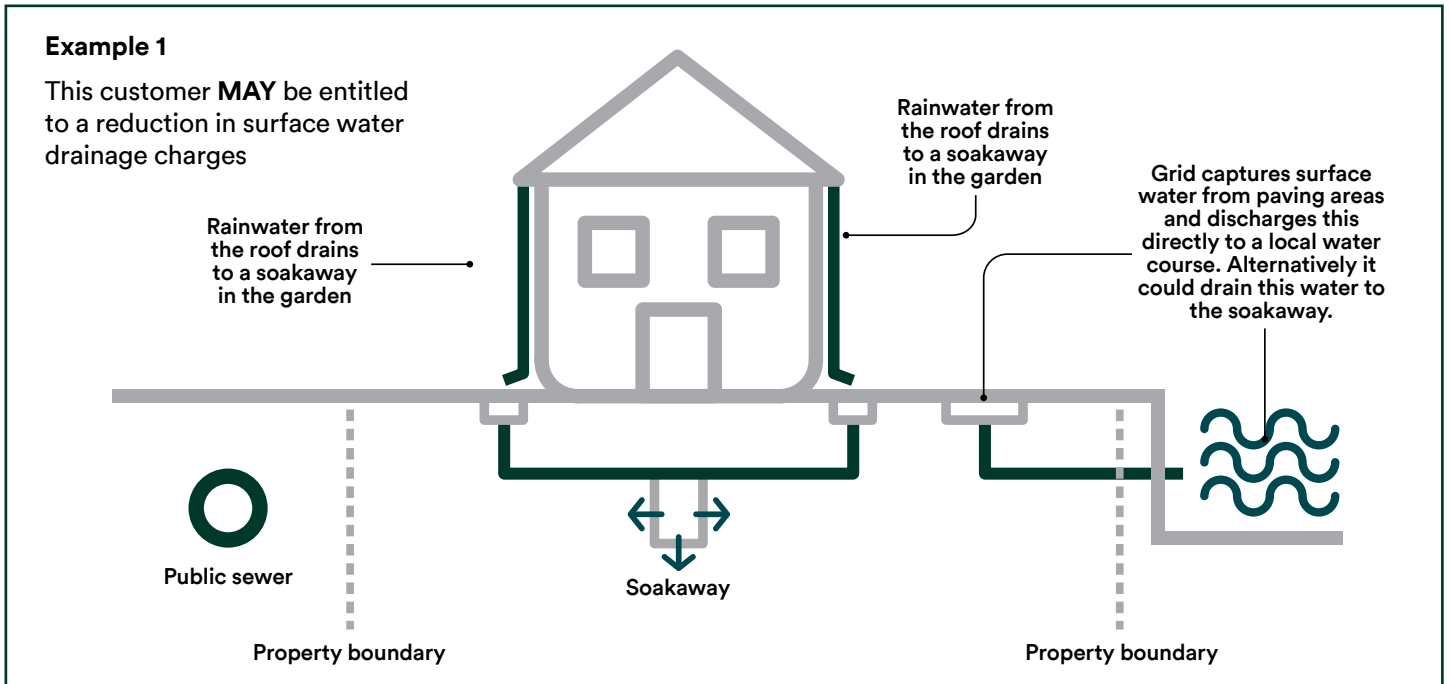 Example 1
This customer MAY be entitled
to a reduction in surface water
drainage charges
Rainwater from
the roof drains
to a soakaway
in the garden
Rainwater from
the roof drains
to a soakaway
in the garden
Grid captures surface
water from paving areas
and discharges this
directly to a local water
course. Alternatively it
could drain this water to
the soakaway.
Public sewer
Soakaway
Property boundary
Property boundary